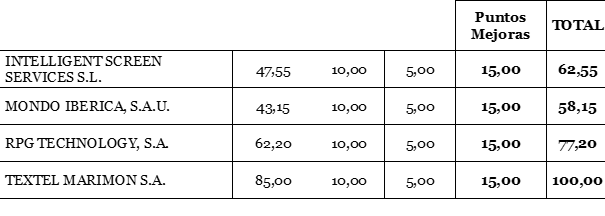 Puntos
Mejoras TOTAL
INTELLIGENT SCREEN
SERVICES S.L. 47,55 10,00 5,00 15,00 62,55
MONDO IBERICA, S.A.U. 43,15 10,00 5,00 15,00 58,15
RPG TECHNOLOGY, S.A. 62,20 10,00 5,00 15,00 77,20
TEXTEL MARIMON S.A. 85,00 10,00 5,00 15,00 100,00